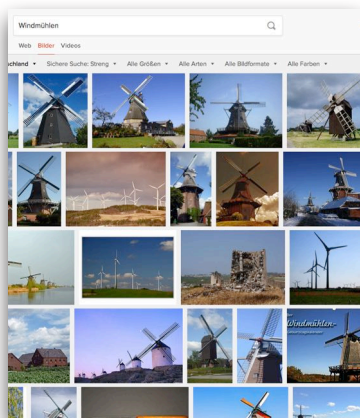 Windmühlen
Web Bilder Videos
chland Sichere Suche: Streng Alle Größen Alle Arten Alle Bildformate Alle Farben
Windmühlen